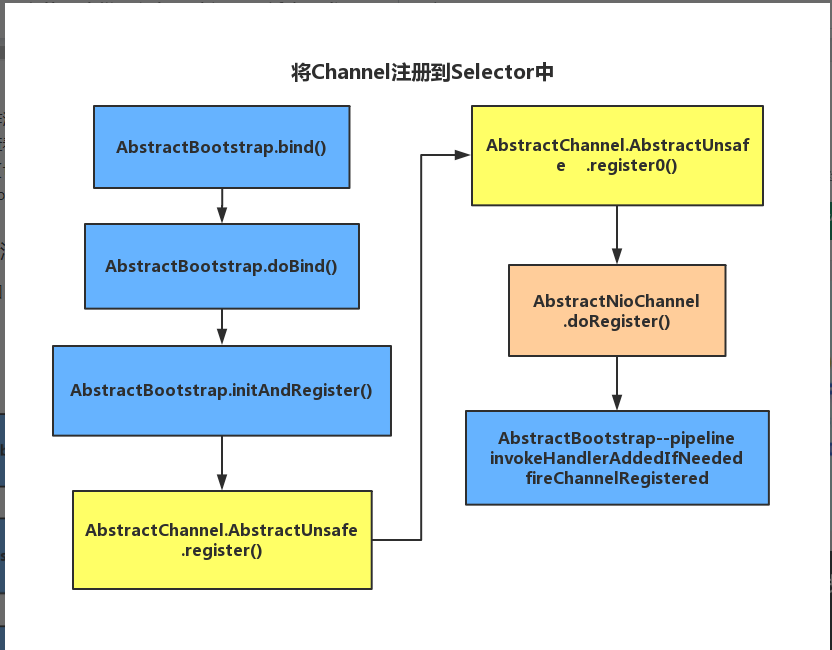 将Channel注册到Selector中
AbstractBootstrap.bind()
AbstractBootstrap.doBind()
AbstractBootstrap.initAndRegister()
AbstractChannel.AbstractUnsafe
.register()
AbstractChannel.AbstractUnsaf
e .register0()
AbstractNioChannel
.doRegister()
AbstractBootstrap--pipeline
invokeHandlerAddedIfNeeded
fireChannelRegistered